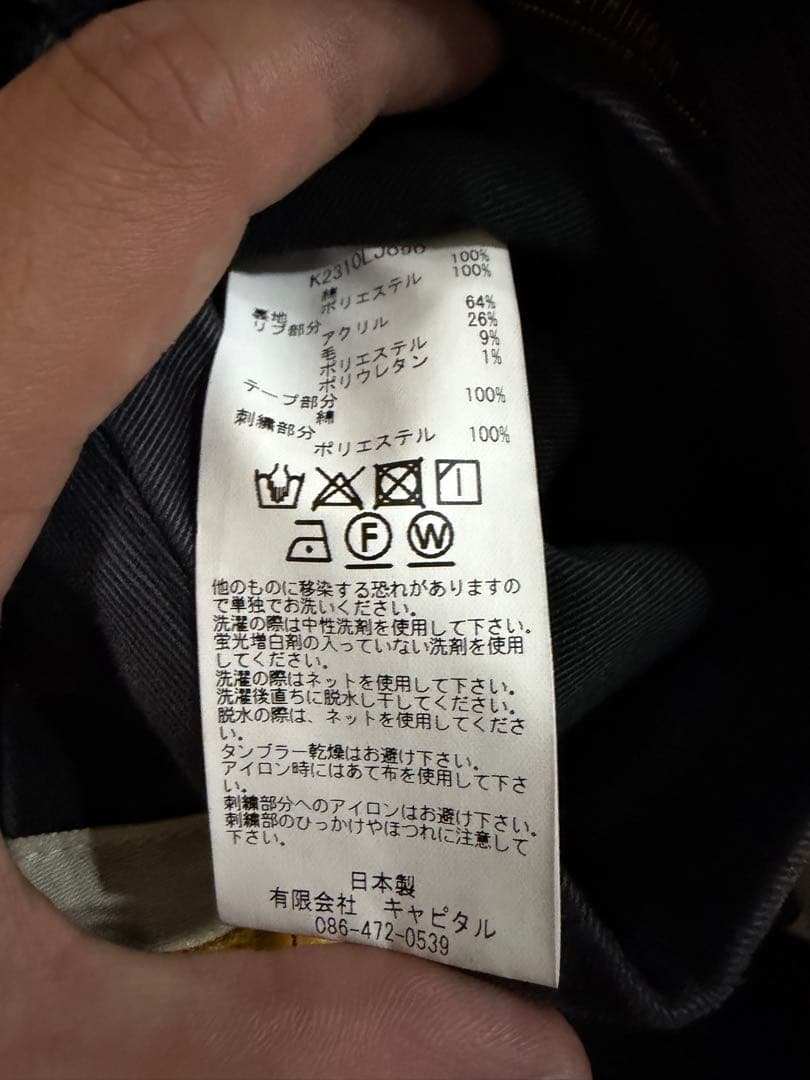 綿 100%
裏地 ポリエステル 100%
リブ部分
アクリル 64%
毛 26%
ポリエステル 9%
ポリウレタン 1%
テープ部分
綿 100%
刺繍部分
ポリエステル 100%
F W
他のものに移染する恐れがありますの
で単独でお洗いください。
洗濯の際は中性洗剤を使用して下さい。
蛍光増白剤の入っていない洗剤を使用
してください。
洗濯の際はネットを使用して下さい。
洗濯後直ちに脱水し干してください。
脱水の際は、ネットを使用してくださ
い。
タンブラー乾燥はお避け下さい。
アイロン時にはあて布を使用して下さ
い。
刺繍部分へのアイロンはお避け下さい。
刺繍部のひっかけやほつれに注意して
下さい。
日本製
有限会社 キャピタル
086-472-0539